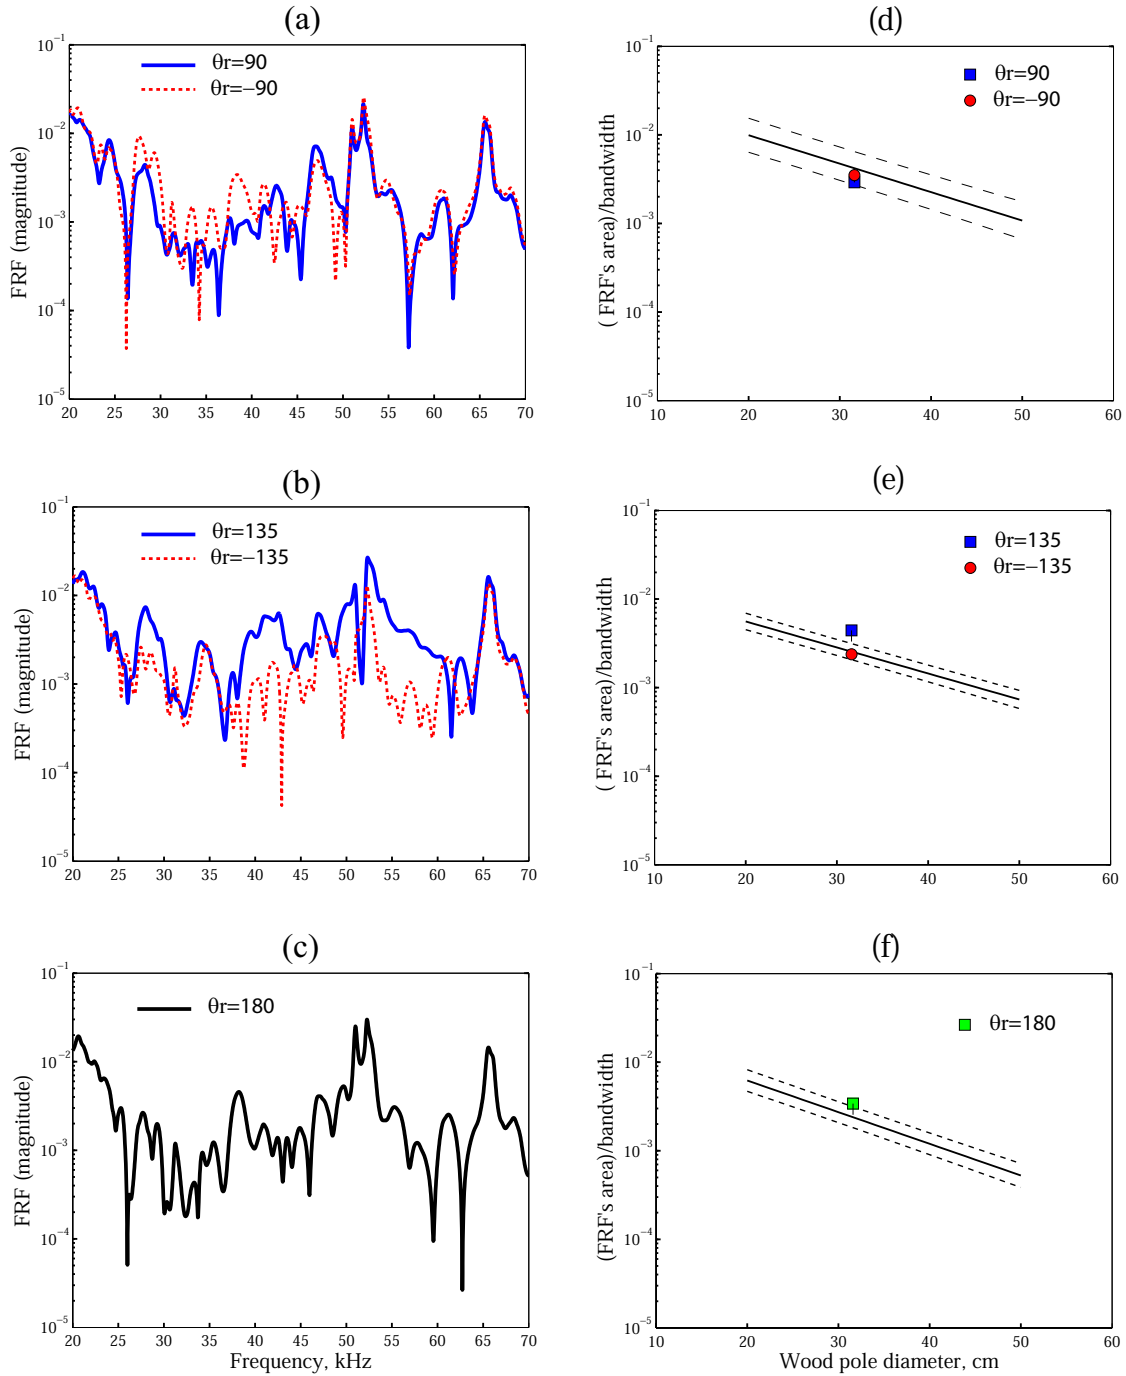 (a)
10⁻¹
10⁻²
10⁻³
10⁻⁴
10⁻⁵
FRF (magnitude)
θr=90
θr=−90
20 25 30 35 40 45 50 55 60 65 70
(d)
10⁻¹
10⁻²
10⁻³
10⁻⁴
10⁻⁵
( FRF's area)/bandwidth
θr=90
θr=−90
10 20 30 40 50 60
(b)
10⁻¹
10⁻²
10⁻³
10⁻⁴
10⁻⁵
FRF (magnitude)
θr=135
θr=−135
20 25 30 35 40 45 50 55 60 65 70
(e)
10⁻¹
10⁻²
10⁻³
10⁻⁴
10⁻⁵
( FRF's area)/bandwidth
θr=135
θr=−135
10 20 30 40 50 60
(c)
10⁻¹
10⁻²
10⁻³
10⁻⁴
10⁻⁵
FRF (magnitude)
θr=180
20 25 30 35 40 45 50 55 60 65 70
Frequency, kHz
(f)
10⁻¹
10⁻²
10⁻³
10⁻⁴
10⁻⁵
(FRF's area)/bandwidth
θr=180
10 20 30 40 50 60
Wood pole diameter, cm